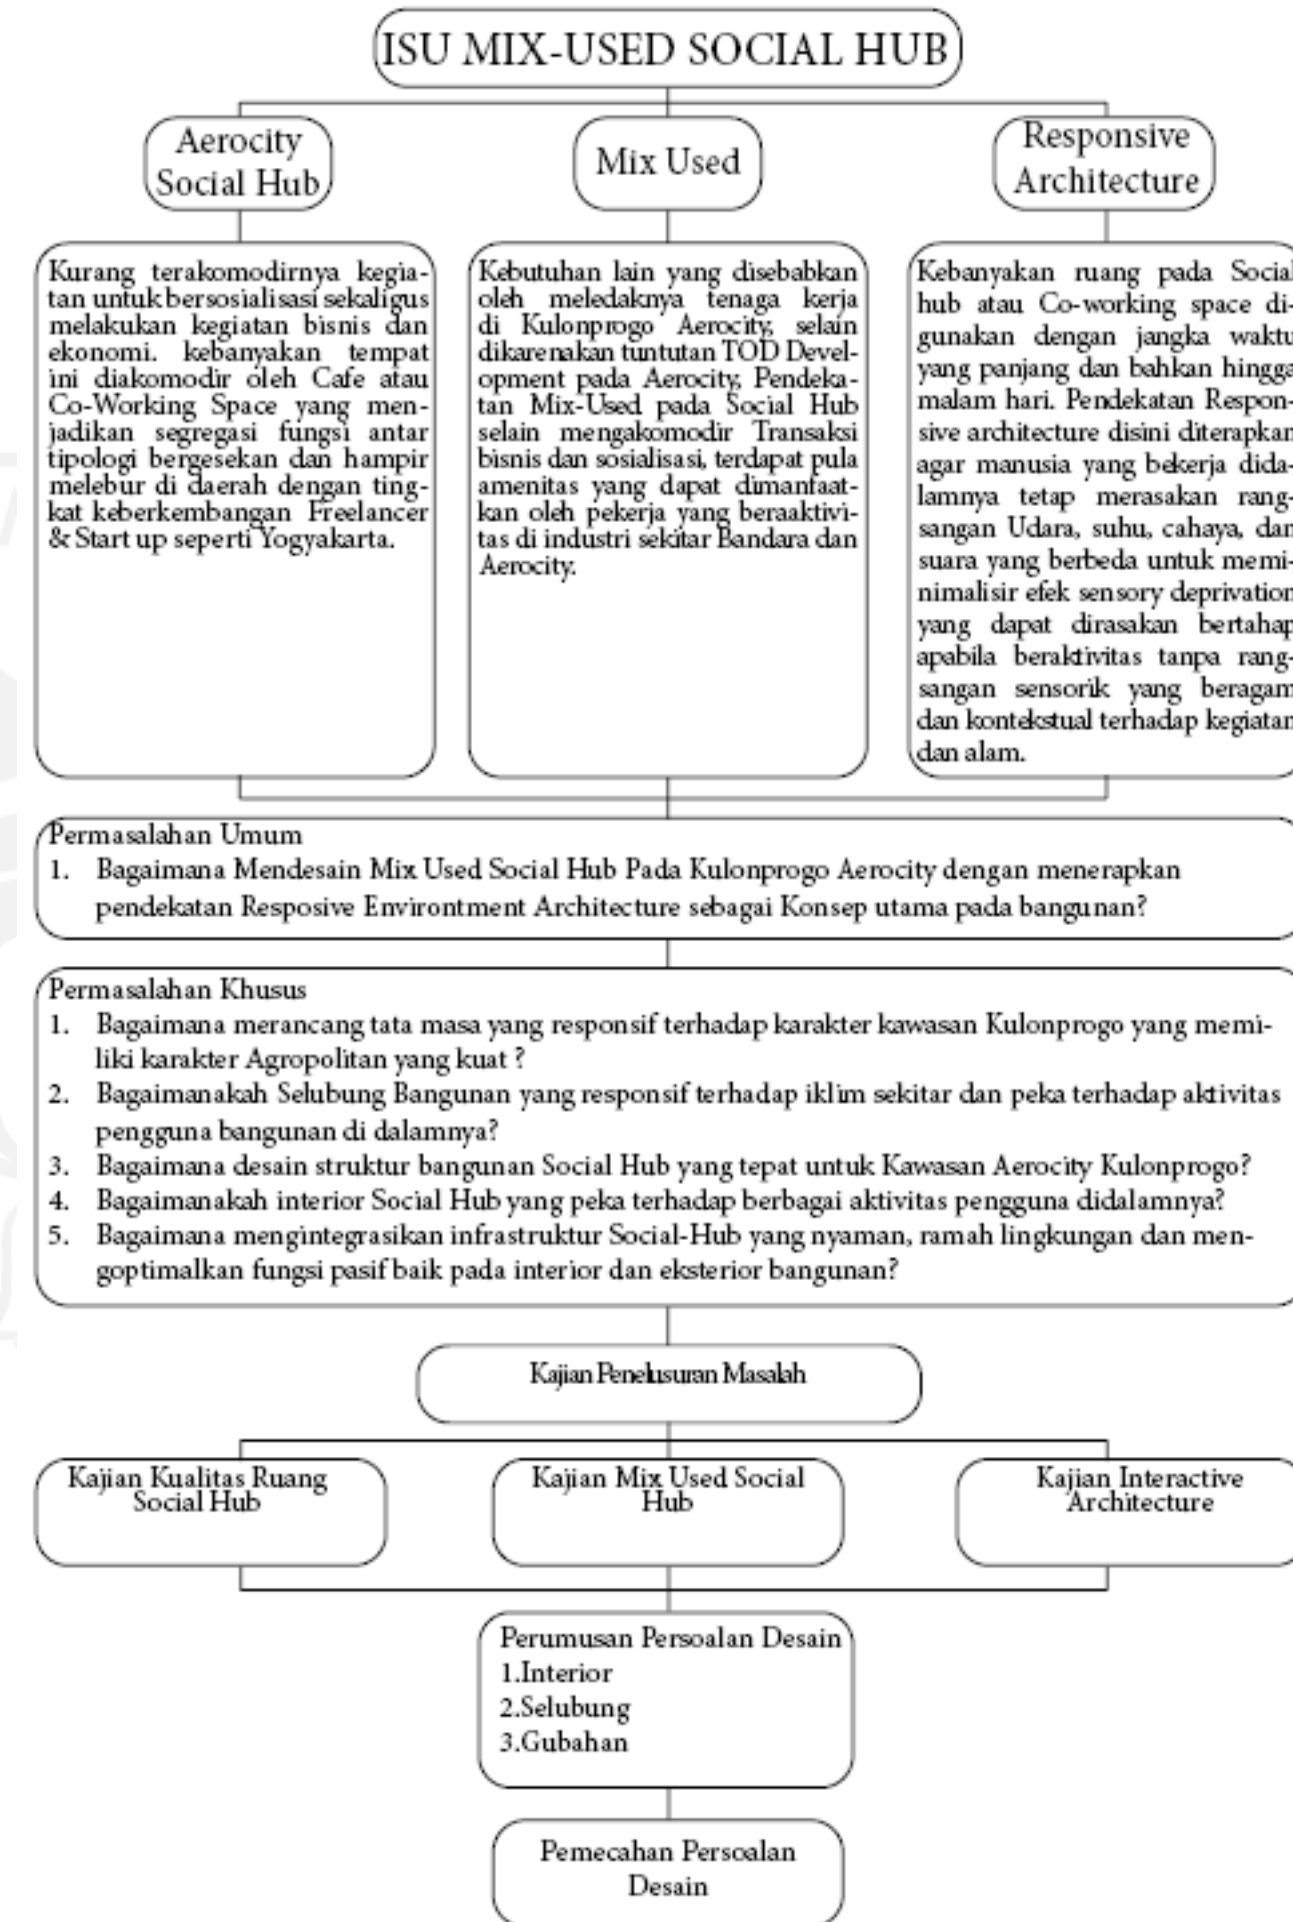 ISU MIX-USED SOCIAL HUB
Aerocity
Social Hub
Mix Used
Responsive
Architecture
Kurang terakomodirnya kegia-
tan untuk bersosialisasi sekaligus
melakukan kegiatan bisnis dan
ekonomi. kebanyakan tempat
ini diakomodir oleh Cafe atau
Co-Working Space yang men-
jadikan segregasi fungsi antar
tipologi bergesekan dan hampir
melebur di daerah dengan ting-
kat keberkembangan Freelancer
& Start up seperti Yogyakarta.
Kebutuhan lain yang disebabkan
oleh meledaknya tenaga kerja
di Kulonprogo Aerocity, selain
dikarenakan tuntutan TOD Devel-
opment pada Aerocity, Pendeka-
tan Mix-Used pada Social Hub
selain mengakomodir Transaksi
bisnis dan sosialisasi, terdapat pula
amenitas yang dapat dimanfaat-
kan oleh pekerja yang beraaktivi-
tas di industri sekitar Bandara dan
Aerocity.
Kebanyakan ruang pada Social
hub atau Co-working space di-
gunakan dengan jangka waktu
yang panjang dan bahkan hingga
malam hari. Pendekatan Respon-
sive architecture disini diterapkan
agar manusia yang bekerja dida-
lamnya tetap merasakan rang-
sangan Udara, suhu, cahaya, dan
suara yang berbeda untuk memi-
nimalisir efek sensory deprivation
yang dapat dirasakan bertahap
apabila beraktivitas tanpa rang-
sangan sensorik yang beragam
dan kontekstual terhadap kegiatan
dan alam.
Permasalahan Umum
1. Bagaimana Mendesain Mix Used Social Hub Pada Kulonprogo Aerocity dengan menerapkan
pendekatan Resposive Environtment Architecture sebagai Konsep utama pada bangunan?
Permasalahan Khusus
1. Bagaimana merancang tata masa yang responsif terhadap karakter kawasan Kulonprogo yang memi-
liki karakter Agropolitan yang kuat ?
2. Bagaimanakah Selubung Bangunan yang responsif terhadap iklim sekitar dan peka terhadap aktivitas
pengguna bangunan di dalamnya?
3. Bagaimana desain struktur bangunan Social Hub yang tepat untuk Kawasan Aerocity Kulonprogo?
4. Bagaimanakah interior Social Hub yang peka terhadap berbagai aktivitas pengguna didalamnya?
5. Bagaimana mengintegrasikan infrastruktur Social-Hub yang nyaman, ramah lingkungan dan men-
goptimalkan fungsi pasif baik pada interior dan eksterior bangunan?
Kajian Penelusuran Masalah
Kajian Kualitas Ruang
Social Hub
Kajian Mix Used Social
Hub
Kajian Interactive
Architecture
Perumusan Persoalan Desain
1.Interior
2.Selubung
3.Gubahan
Pemecahan Persoalan
Desain